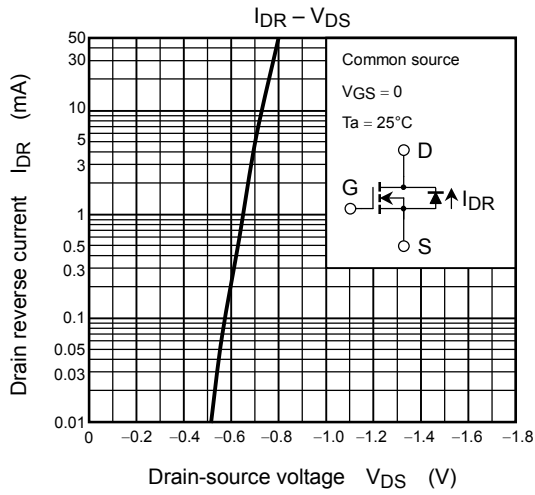 IDR – VDS
Drain reverse current IDR (mA)
50
30
10
5
3
1
0.5
0.3
0.1
0.05
0.03
0.01
Common source
VGS = 0
Ta = 25°C
D
G
IDR
S
0 –0.2 –0.4 –0.6 –0.8 –1.0 –1.2 –1.4 –1.6 –1.8
Drain-source voltage VDS (V)